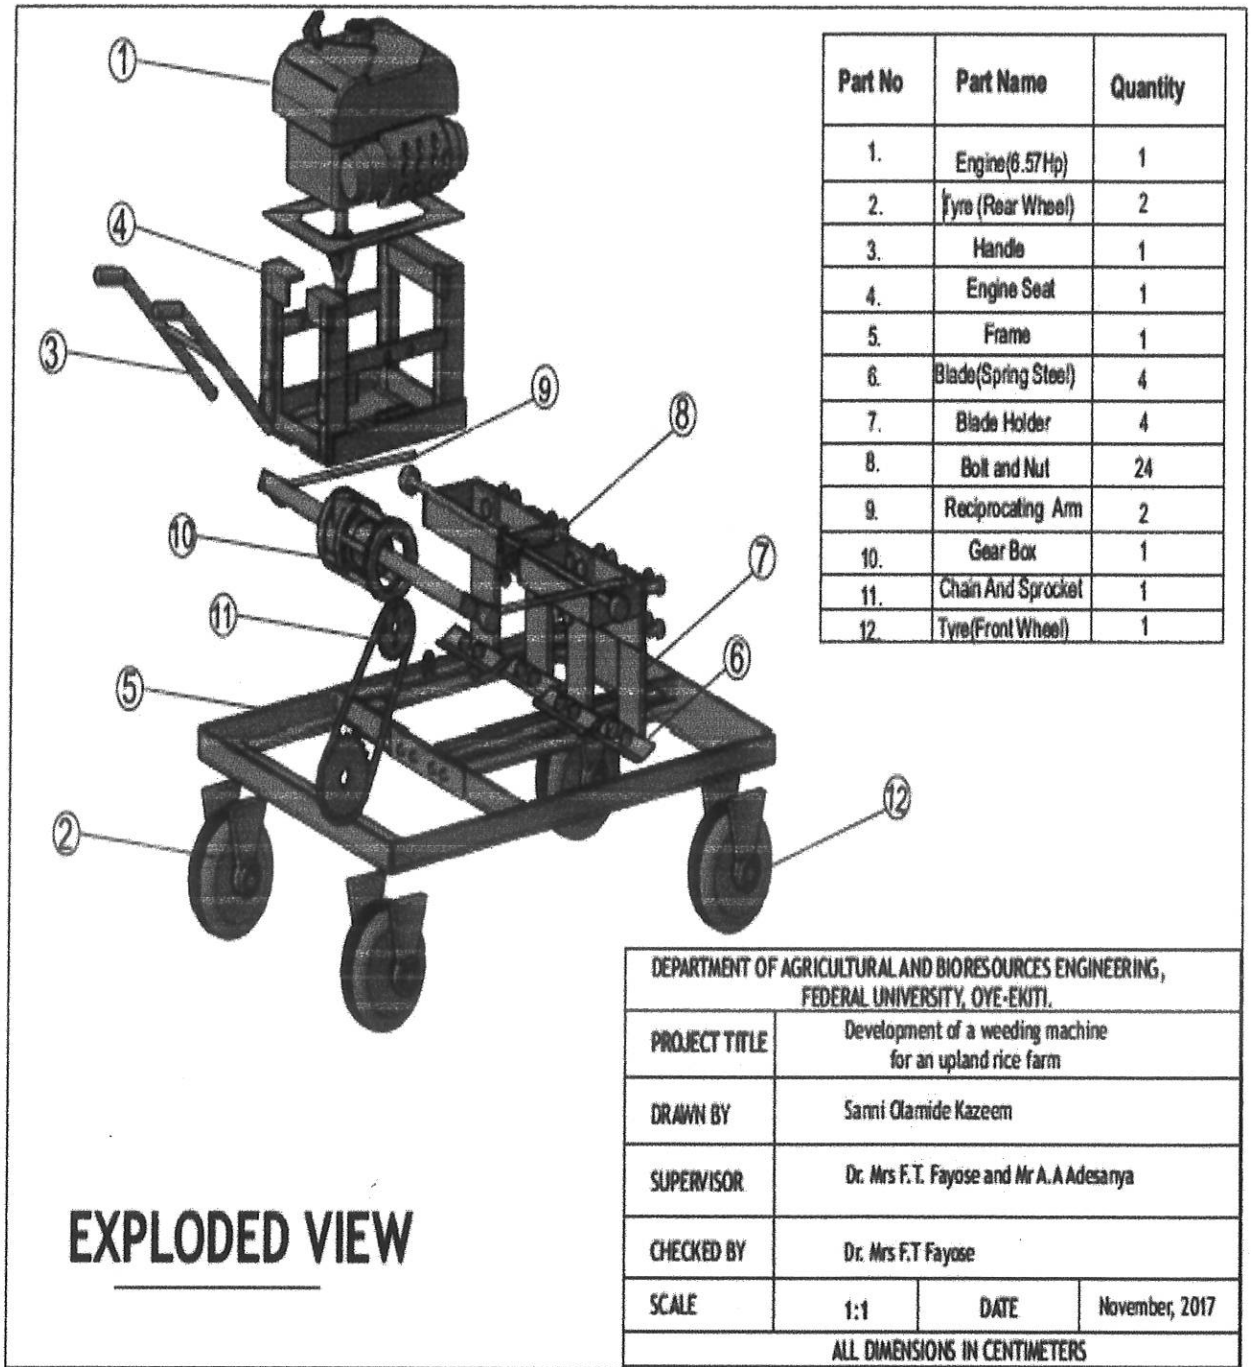 1
4
3
9
8
10
11
7
6
5
2
12
Part No Part Name Quantity
1. Engine(6.57Hp) 1
2. Tyre (Rear Wheel) 2
3. Handle 1
4. Engine Seat 1
5. Frame 1
6. Blade(Spring Steel) 4
7. Blade Holder 4
8. Bolt and Nut 24
9. Reciprocating Arm 2
10. Gear Box 1
11. Chain And Sprocket 1
12. Tyre(Front Wheel) 1
EXPLODED VIEW
DEPARTMENT OF AGRICULTURAL AND BIORESOURCES ENGINEERING,
FEDERAL UNIVERSITY, OYE-EKITI.
PROJECT TITLE Development of a weeding machine
for an upland rice farm
DRAWN BY Sanni Olamide Kazeem
SUPERVISOR Dr. Mrs F.T. Fayose and Mr A.A Adesanya
CHECKED BY Dr. Mrs F.T Fayose
SCALE 1:1 DATE November, 2017
ALL DIMENSIONS IN CENTIMETERS